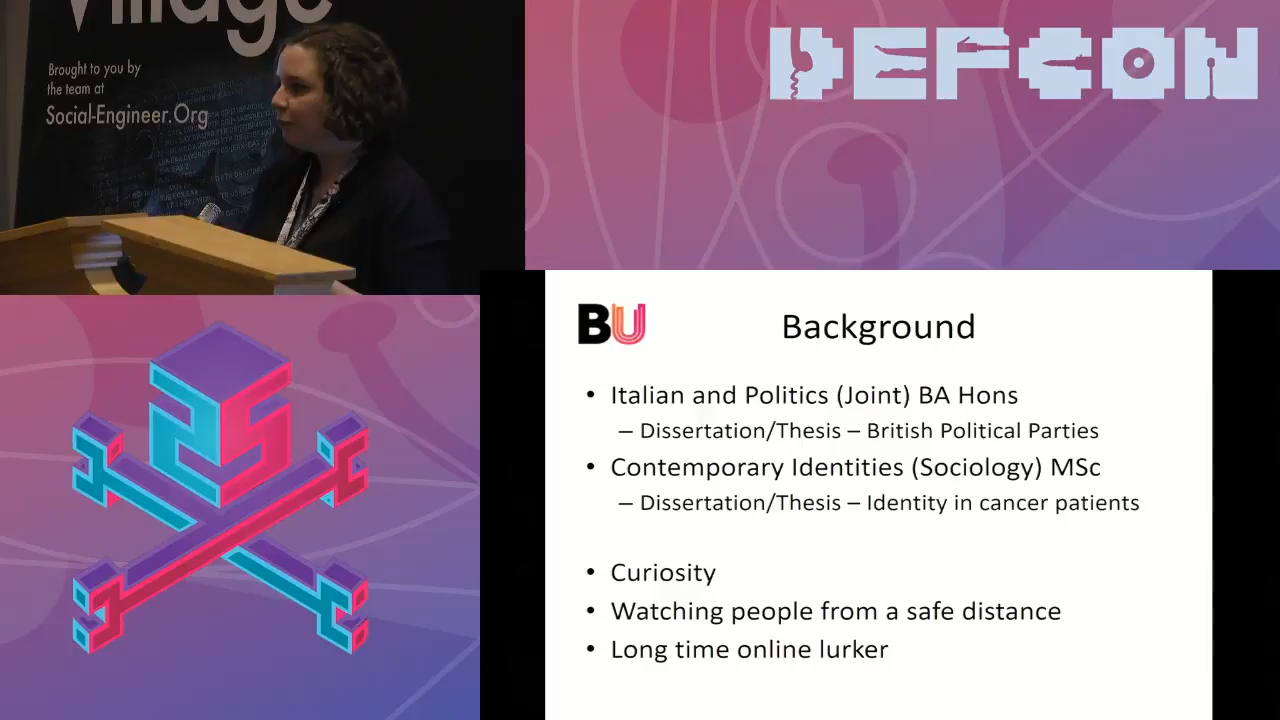 Village
Brought to you by
the team at
Social-Engineer.Org
DEFCON
25
BU
Background
• Italian and Politics (Joint) BA Hons
– Dissertation/Thesis – British Political Parties
• Contemporary Identities (Sociology) MSc
– Dissertation/Thesis – Identity in cancer patients
• Curiosity
• Watching people from a safe distance
• Long time online lurker